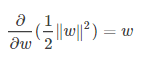 ∂/∂w (1/2 ‖w‖²) = w